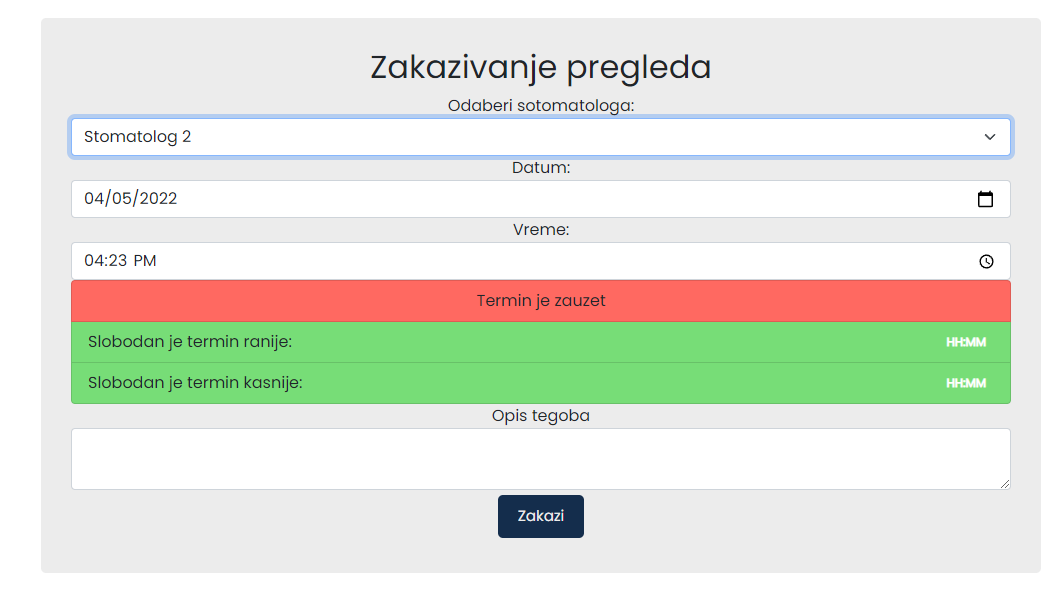 Zakazivanje pregleda
Odaberi sotomatologa:
Stomatolog 2
Datum:
04/05/2022
Vreme:
04:23 PM
Termin je zauzet
Slobodan je termin ranije: HH:MM
Slobodan je termin kasnije: HH:MM
Opis tegoba
Zakazi